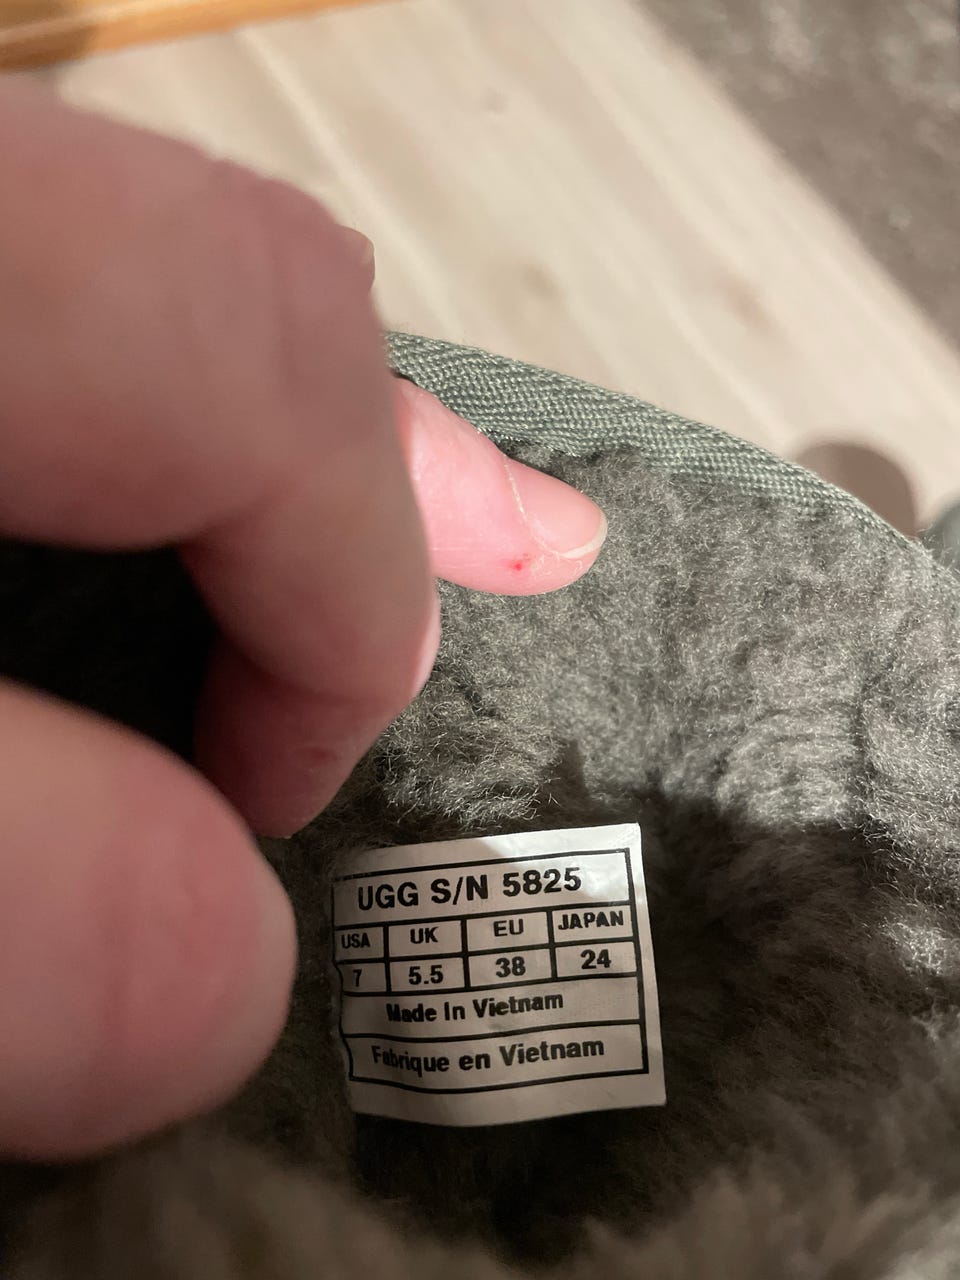 UGG S/N 5825
USA UK EU JAPAN
7 5.5 38 24
Made In Vietnam
Fabrique en Vietnam